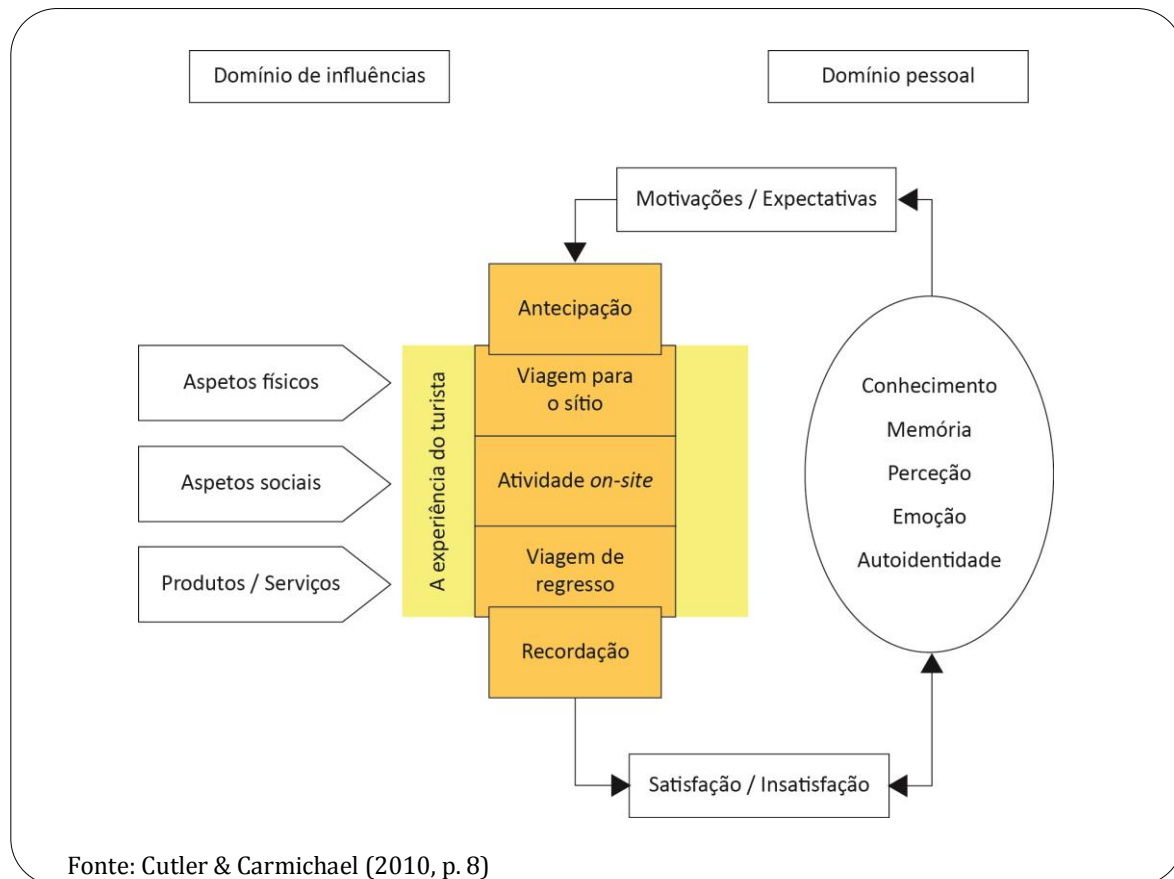 Domínio de influências
Domínio pessoal
Motivações / Expectativas
Antecipação
Aspetos físicos
Aspetos sociais
Produtos / Serviços
A experiência do turista
Viagem para
o sítio
Atividade on-site
Viagem de
regresso
Recordação
Conhecimento
Memória
Perceção
Emoção
Autoidentidade
Satisfação / Insatisfação
Fonte: Cutler & Carmichael (2010, p. 8)